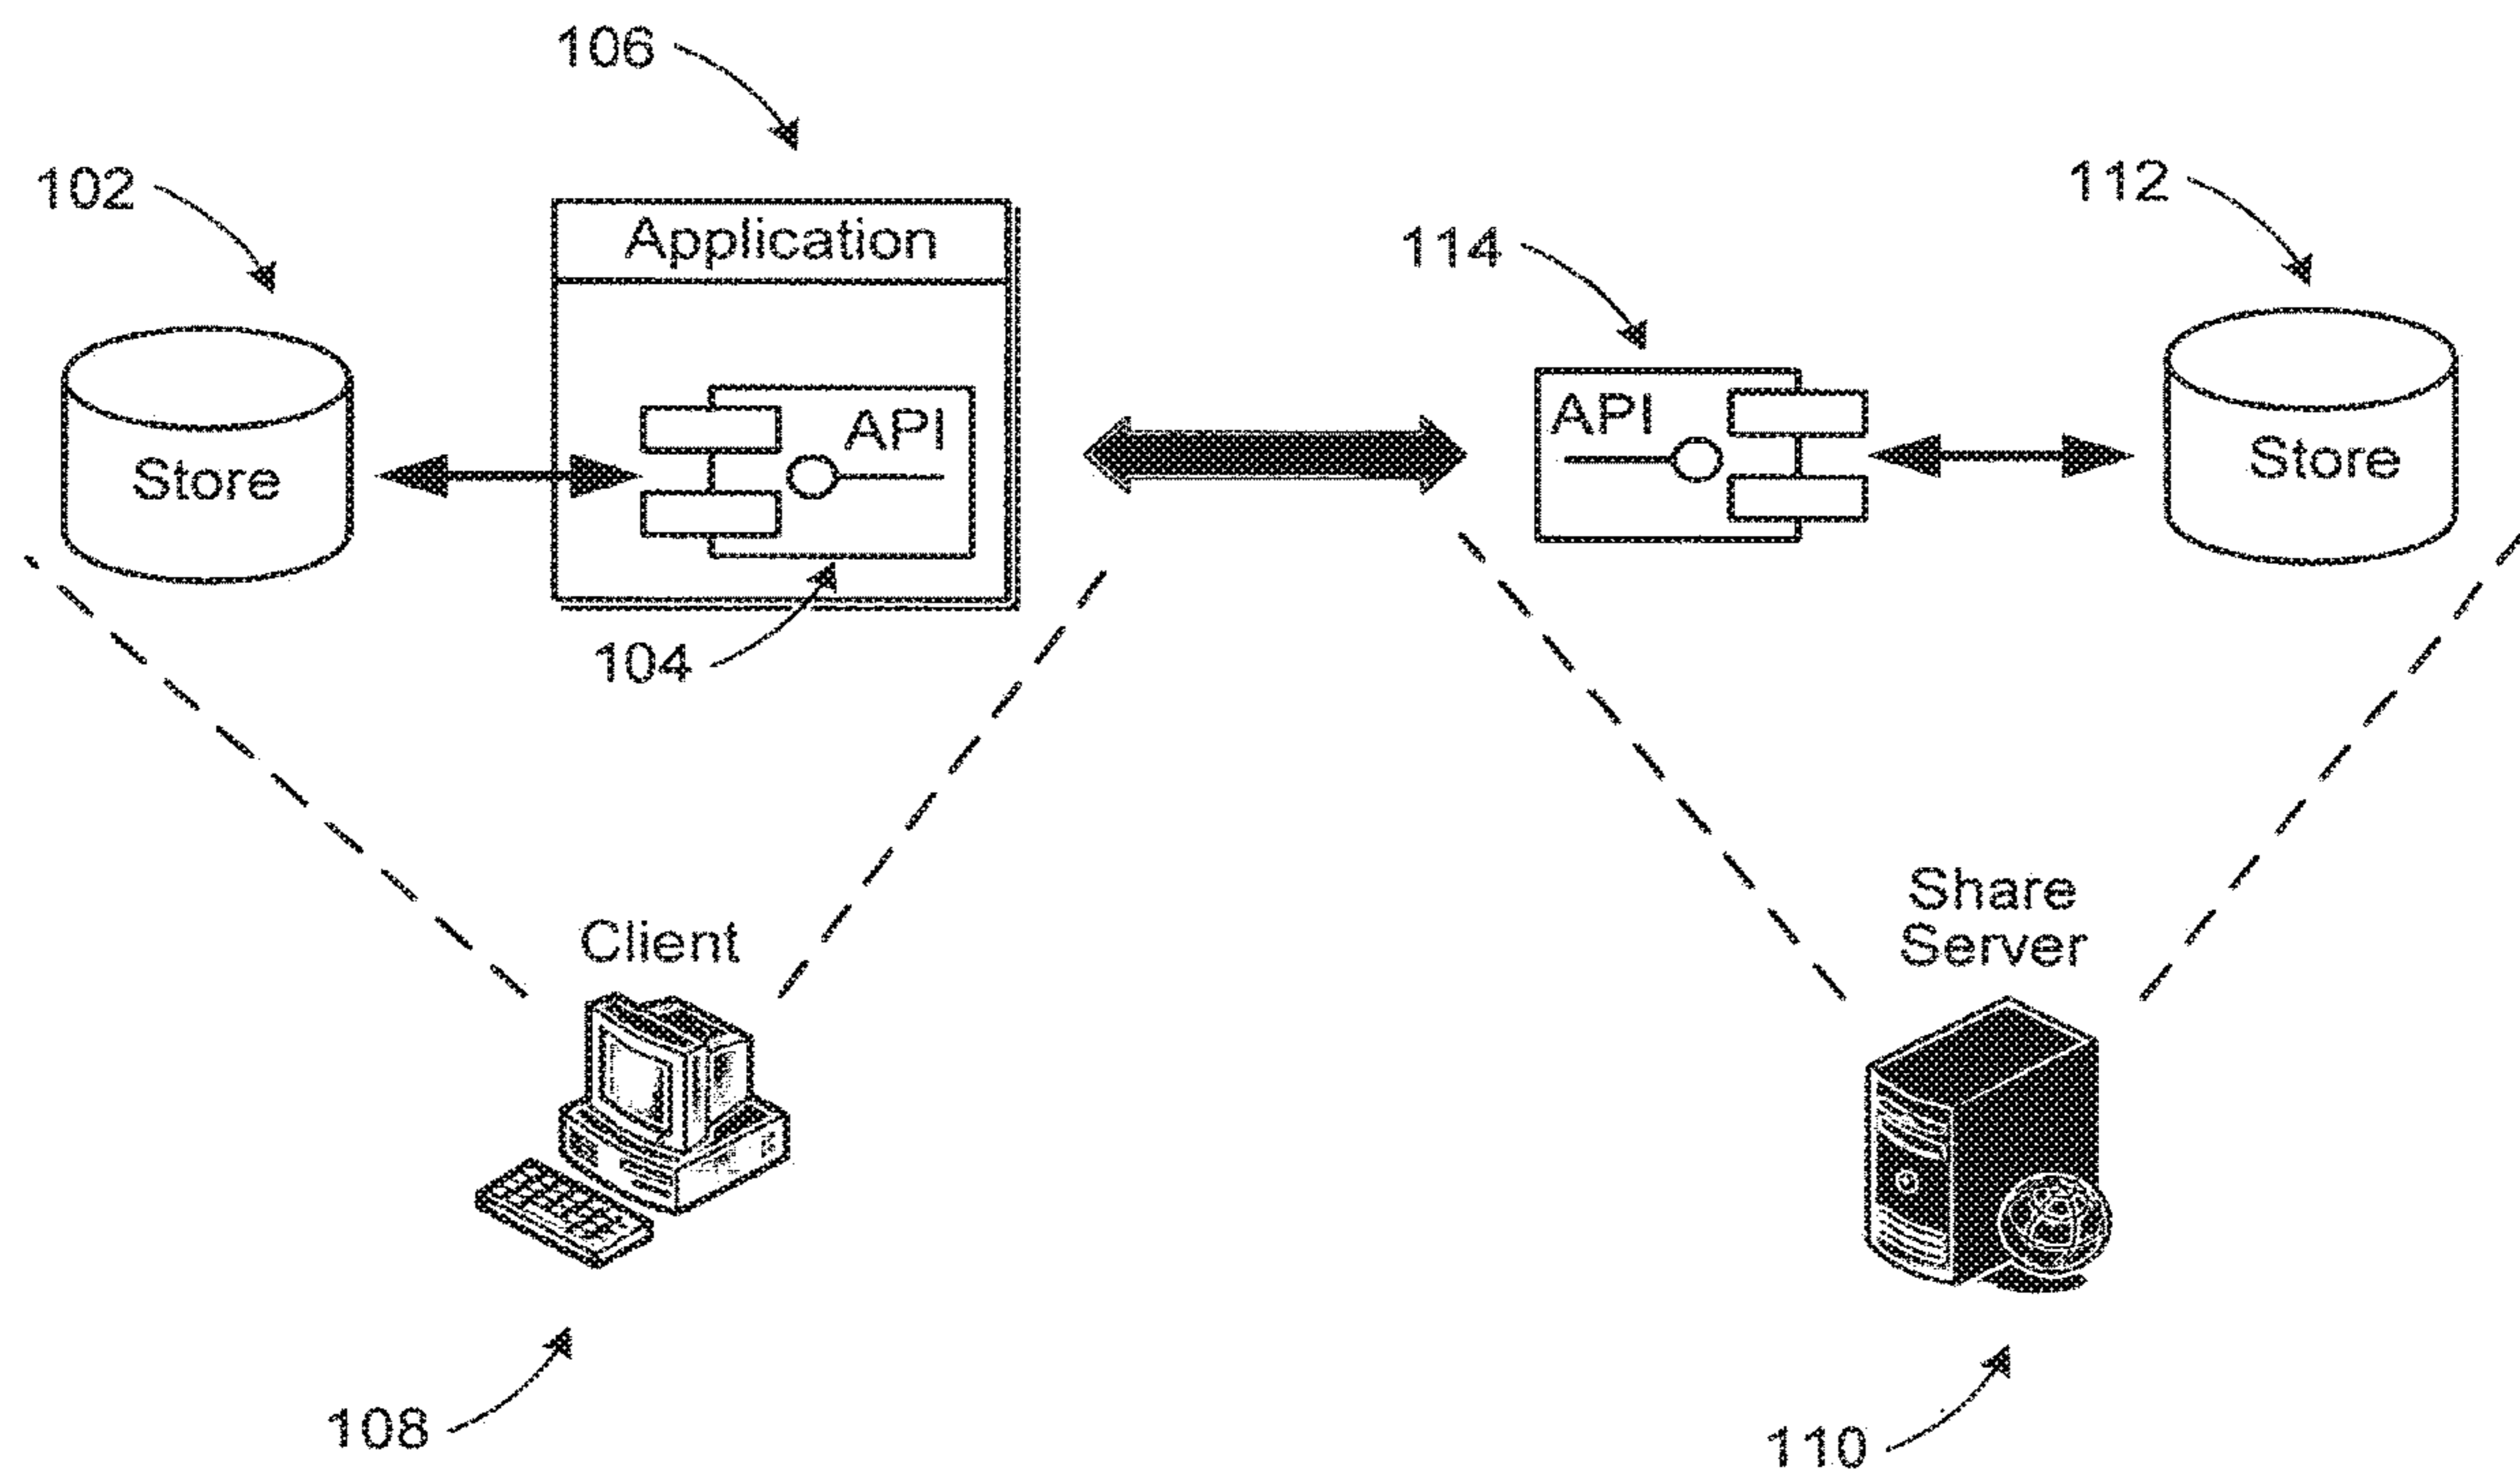 106
102
112
Application
114
API
API
Store
Store
104
Share
Server
Client
108
110